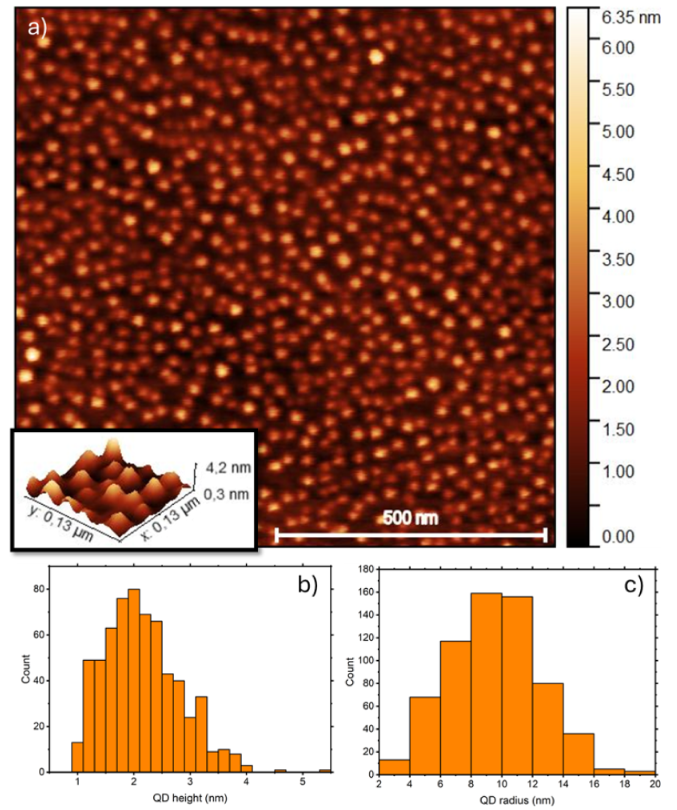 a)
6.35 nm
6.00
5.50
5.00
4.50
4.00
3.50
3.00
2.50
2.00
1.00
0.00
500 nm
4,2 nm
0,3 nm
y: 0,13 µm
x: 0,13 µm
b)
80
60
40
20
0
Count
1 2 3 4 5
QD height (nm)
c)
180
160
140
120
100
80
60
40
20
0
Count
2 4 6 8 10 12 14 16 18 20
QD radius (nm)